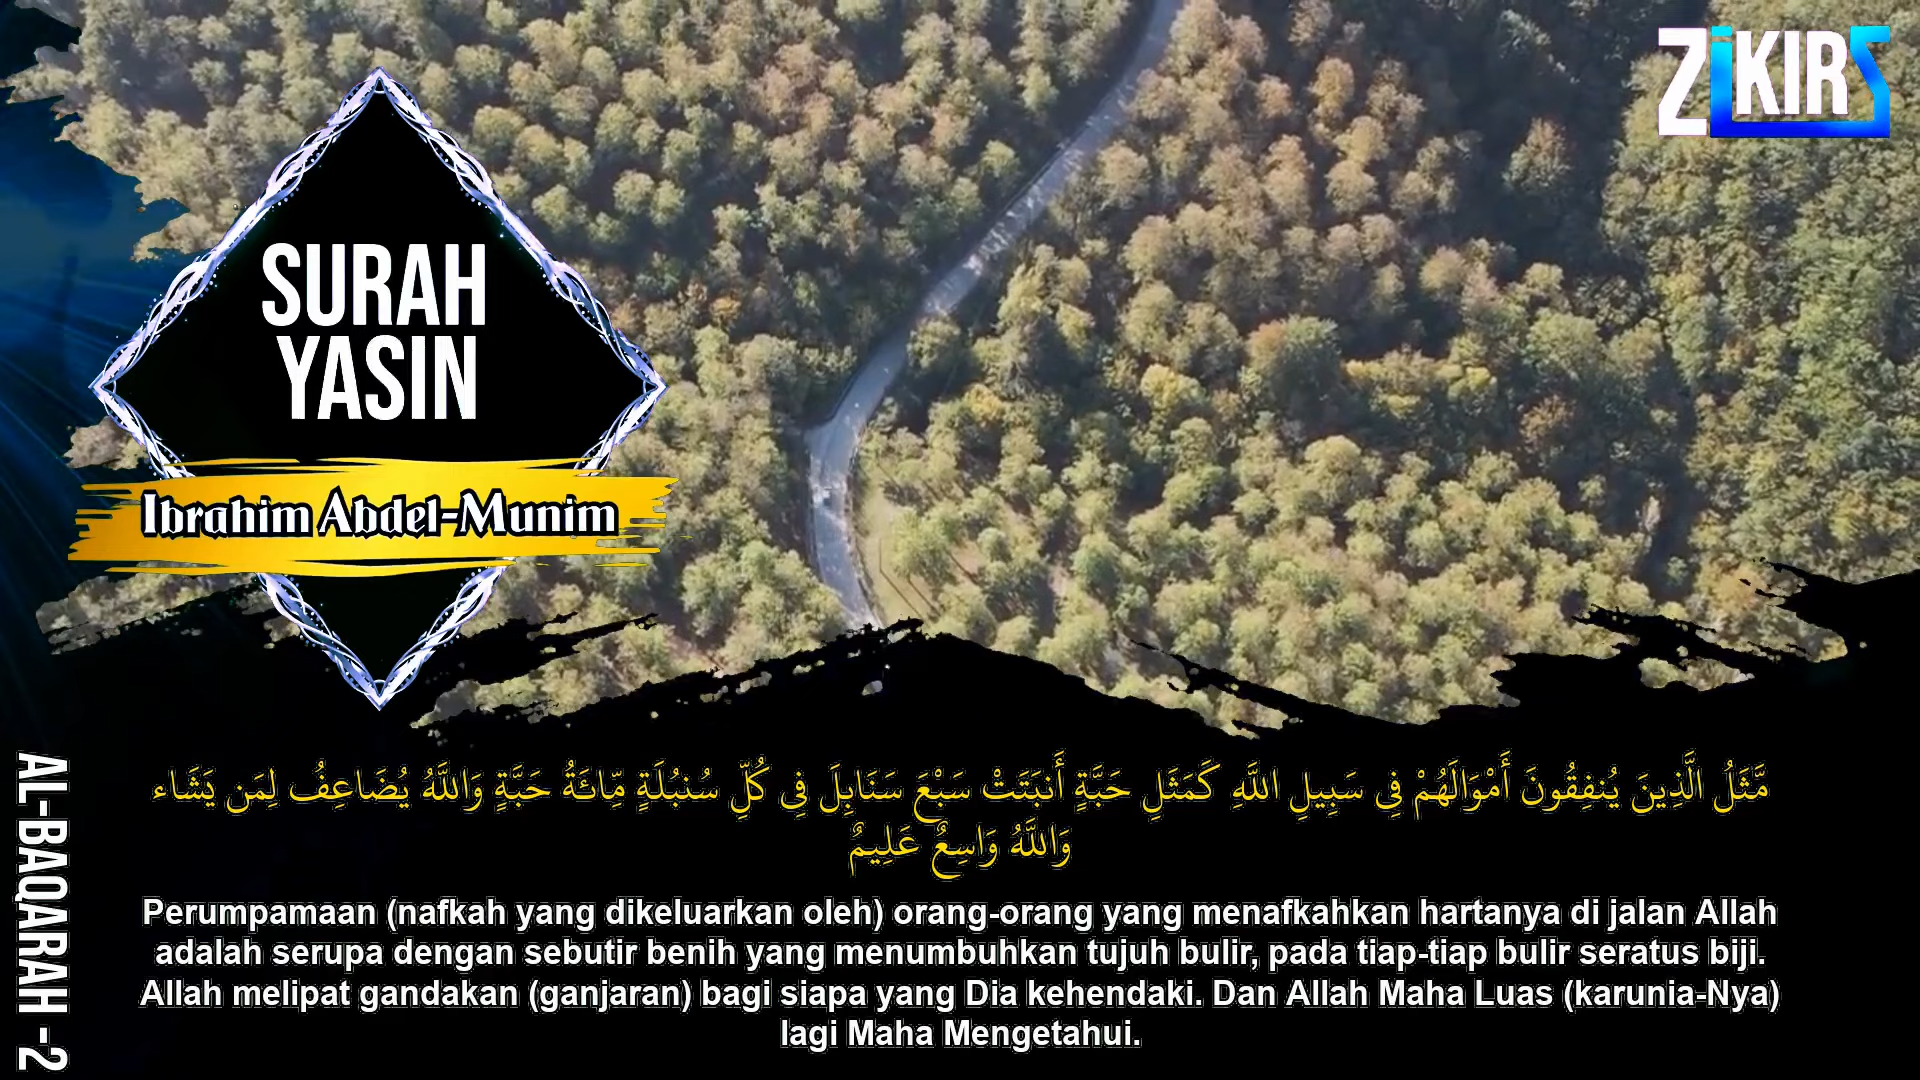 ZiKIRS
SURAH
YASIN
Ibrahim Abdel-Munim
AL-BAQARAH -2
مَّثَلُ الَّذِينَ يُنفِقُونَ أَمْوَالَهُمْ فِي سَبِيلِ اللَّهِ كَمَثَلِ حَبَّةٍ أَنبَتَتْ سَبْعَ سَنَابِلَ فِي كُلِّ سُنبُلَةٍ مِّائَةُ حَبَّةٍ وَاللَّهُ يُضَاعِفُ لِمَن يَشَاء
وَاللَّهُ وَاسِعٌ عَلِيمٌ
Perumpamaan (nafkah yang dikeluarkan oleh) orang-orang yang menafkahkan hartanya di jalan Allah
adalah serupa dengan sebutir benih yang menumbuhkan tujuh bulir, pada tiap-tiap bulir seratus biji.
Allah melipat gandakan (ganjaran) bagi siapa yang Dia kehendaki. Dan Allah Maha Luas (karunia-Nya)
lagi Maha Mengetahui.